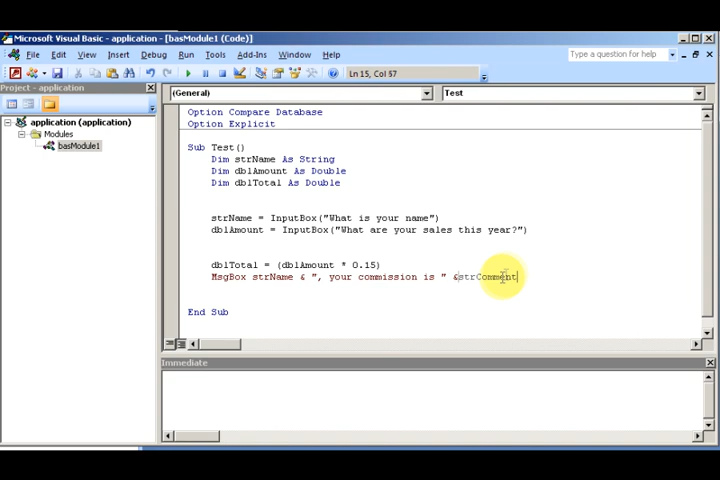 Microsoft Visual Basic - application - [basModule1 (Code)]
File Edit View Insert Debug Run Tools Add-Ins Window Help
Type a question for help
Ln 15, Col 57
Project - application
(General)
Test
application (application)
Modules
basModule1
Option Compare Database
Option Explicit
Sub Test()
Dim strName As String
Dim dblAmount As Double
Dim dblTotal As Double
strName = InputBox("What is your name")
dblAmount = InputBox("What are your sales this year?")
dblTotal = (dblAmount * 0.15)
MsgBox strName & ", your commission is " &strComment
End Sub
Immediate